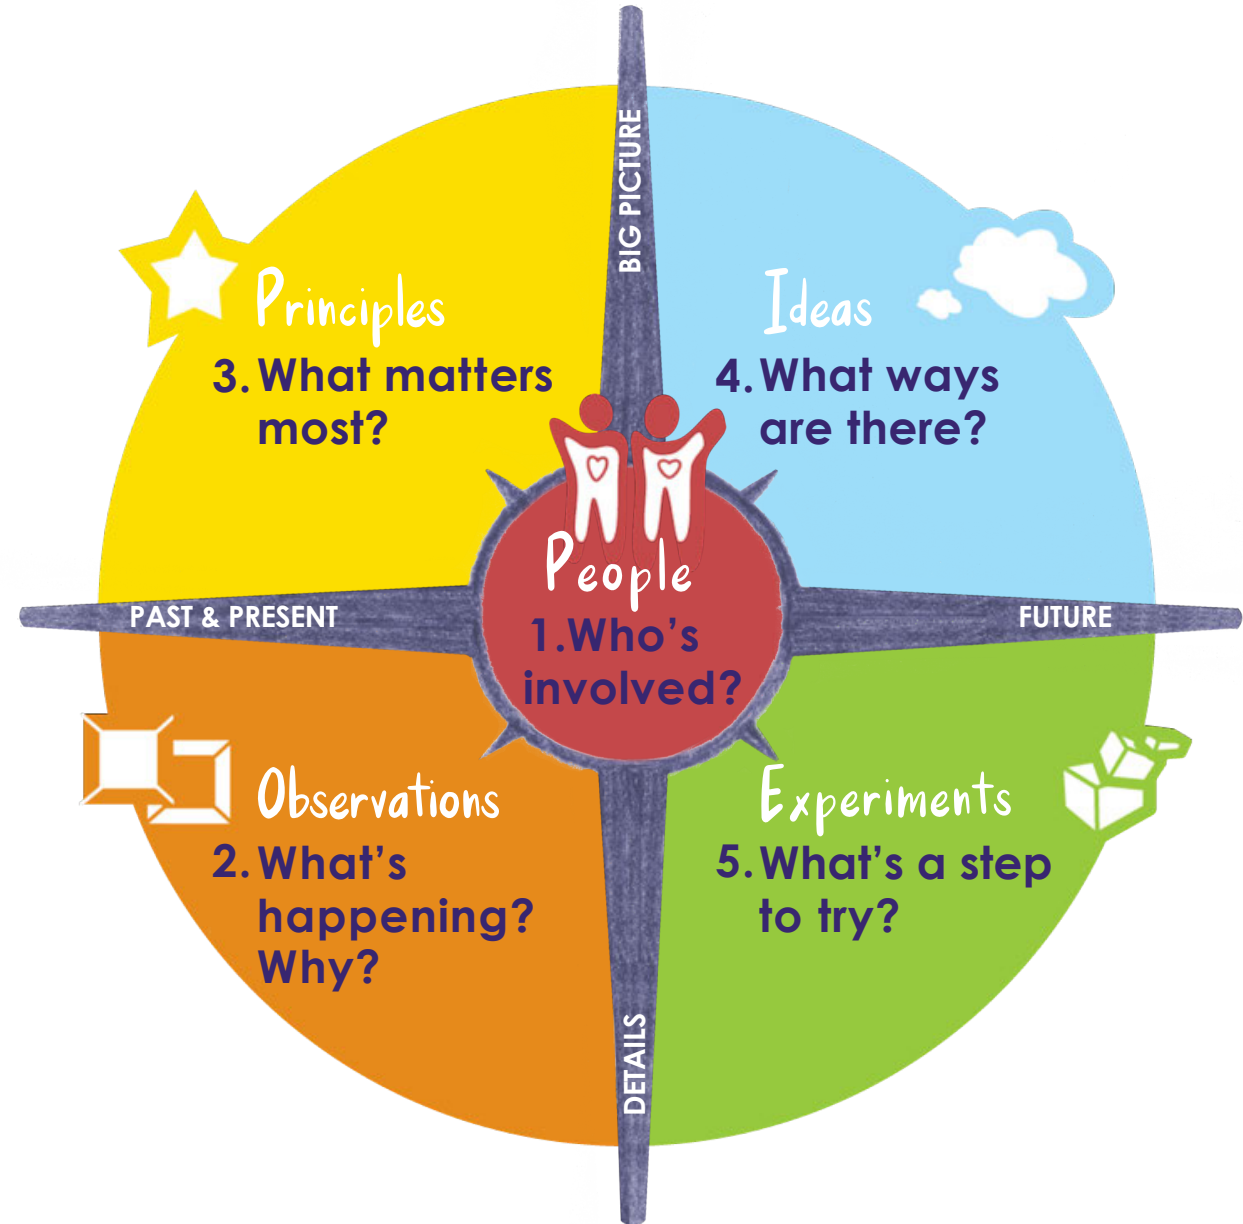 BIG PICTURE
Principles
3. What matters
most?
Ideas
4. What ways
are there?
People
1.Who's
involved?
PAST & PRESENT
FUTURE
Observations
2. What's
happening?
Why?
Experiments
5. What's a step
to try?
DETAILS